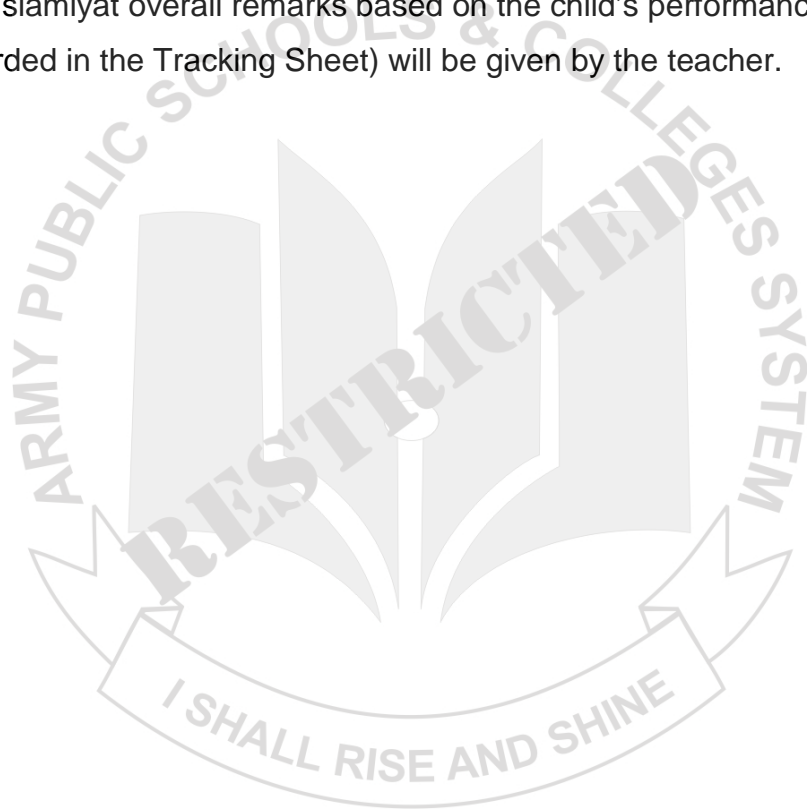 slamiyat overall remarks based on the child's performanc
rded in the Tracking Sheet) will be given by the teacher.
ARMY PUBLIC SCHOOLS & COLLEGES SYSTEM
RESTRICTED
I SHALL RISE AND SHINE